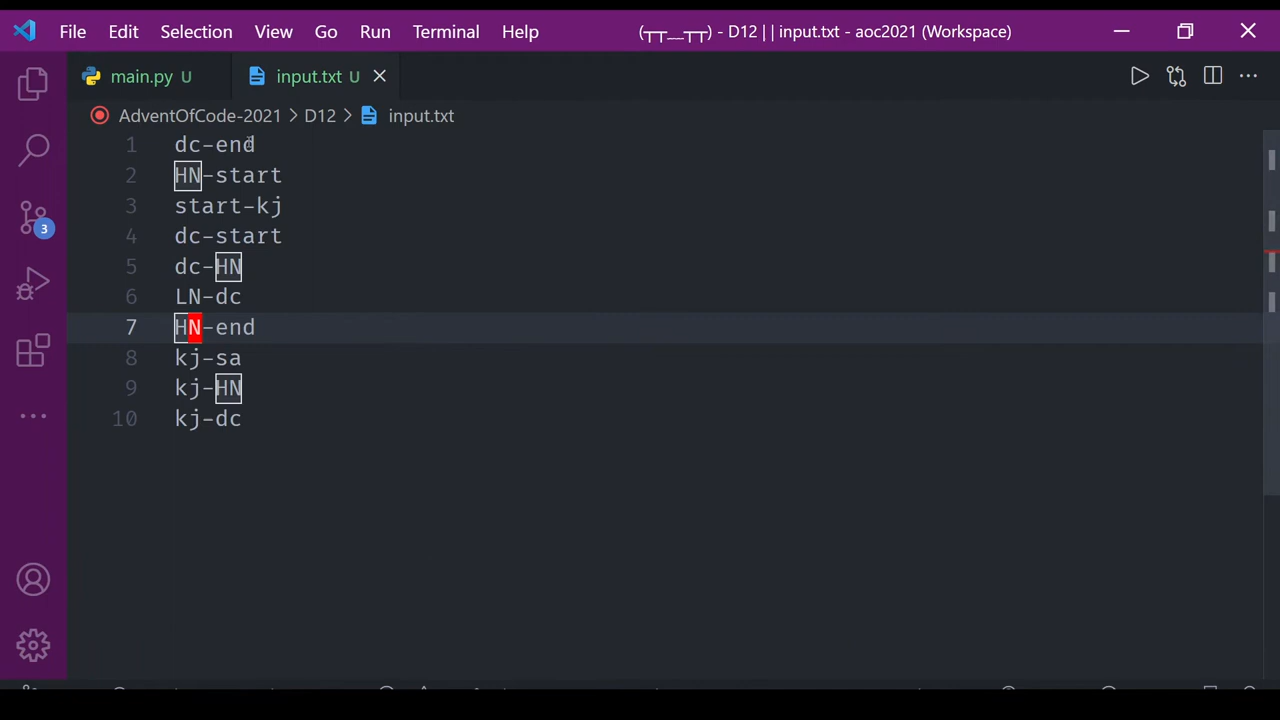 File Edit Selection View Go Run Terminal Help (┬┬﹏┬┬) - D12 | | input.txt - aoc2021 (Workspace)
main.py U input.txt U
AdventOfCode-2021 > D12 > input.txt
1 dc-end
2 HN-start
3 start-kj
4 dc-start
5 dc-HN
6 LN-dc
7 HN-end
8 kj-sa
9 kj-HN
10 kj-dc
3